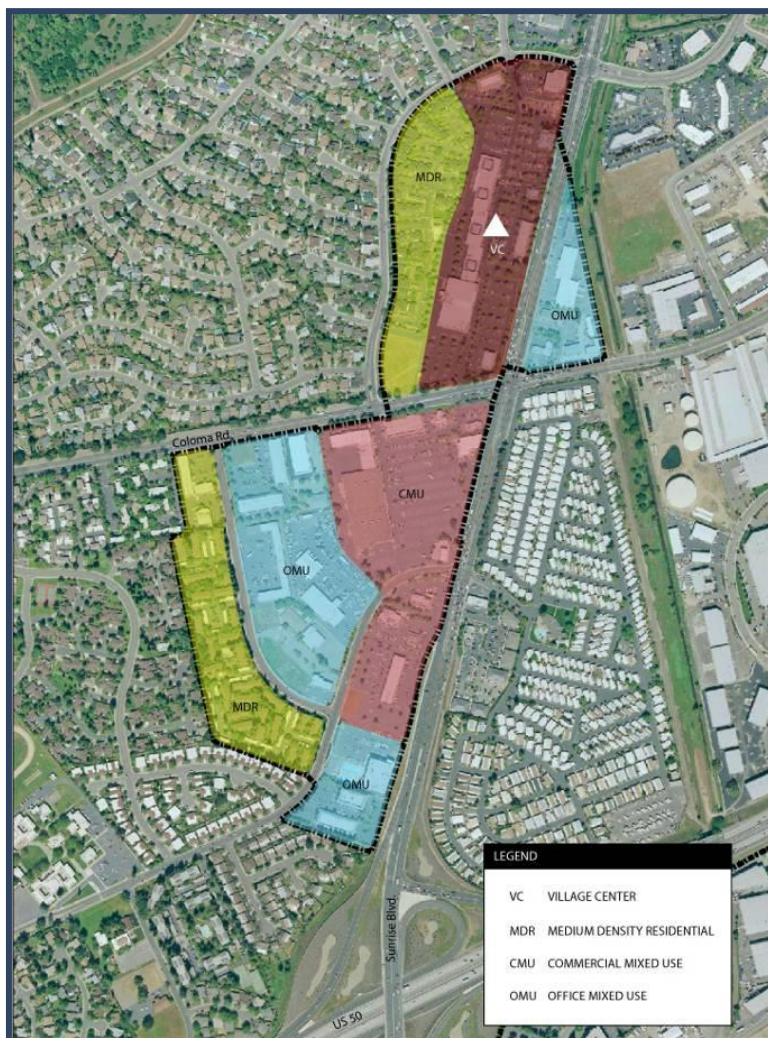 MDR
VC
OMU
Coloma Rd.
CMU
OMU
MDR
OMU
LEGEND
VC VILLAGE CENTER
MDR MEDIUM DENSITY RESIDENTIAL
CMU COMMERCIAL MIXED USE
OMU OFFICE MIXED USE
Sunrise Blvd.
US 50